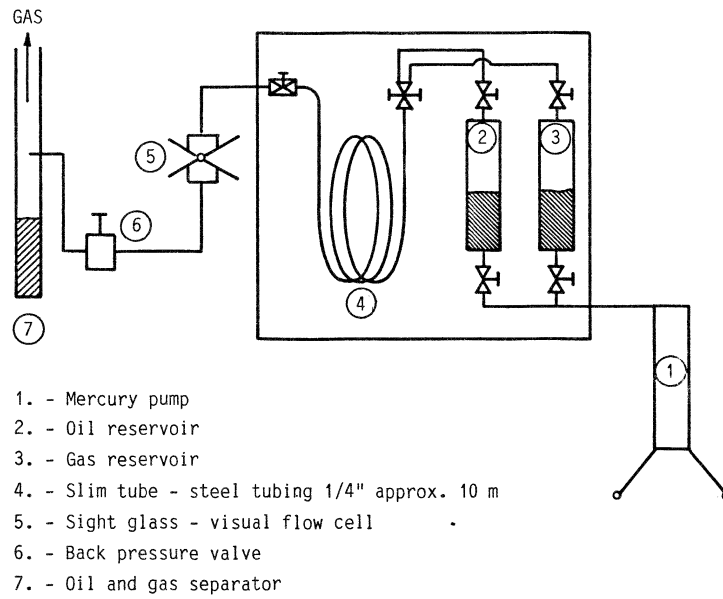 GAS
5
2
3
6
4
7
1
1. - Mercury pump
2. - Oil reservoir
3. - Gas reservoir
4. - Slim tube - steel tubing 1/4" approx. 10 m
5. - Sight glass - visual flow cell
6. - Back pressure valve
7. - Oil and gas separator